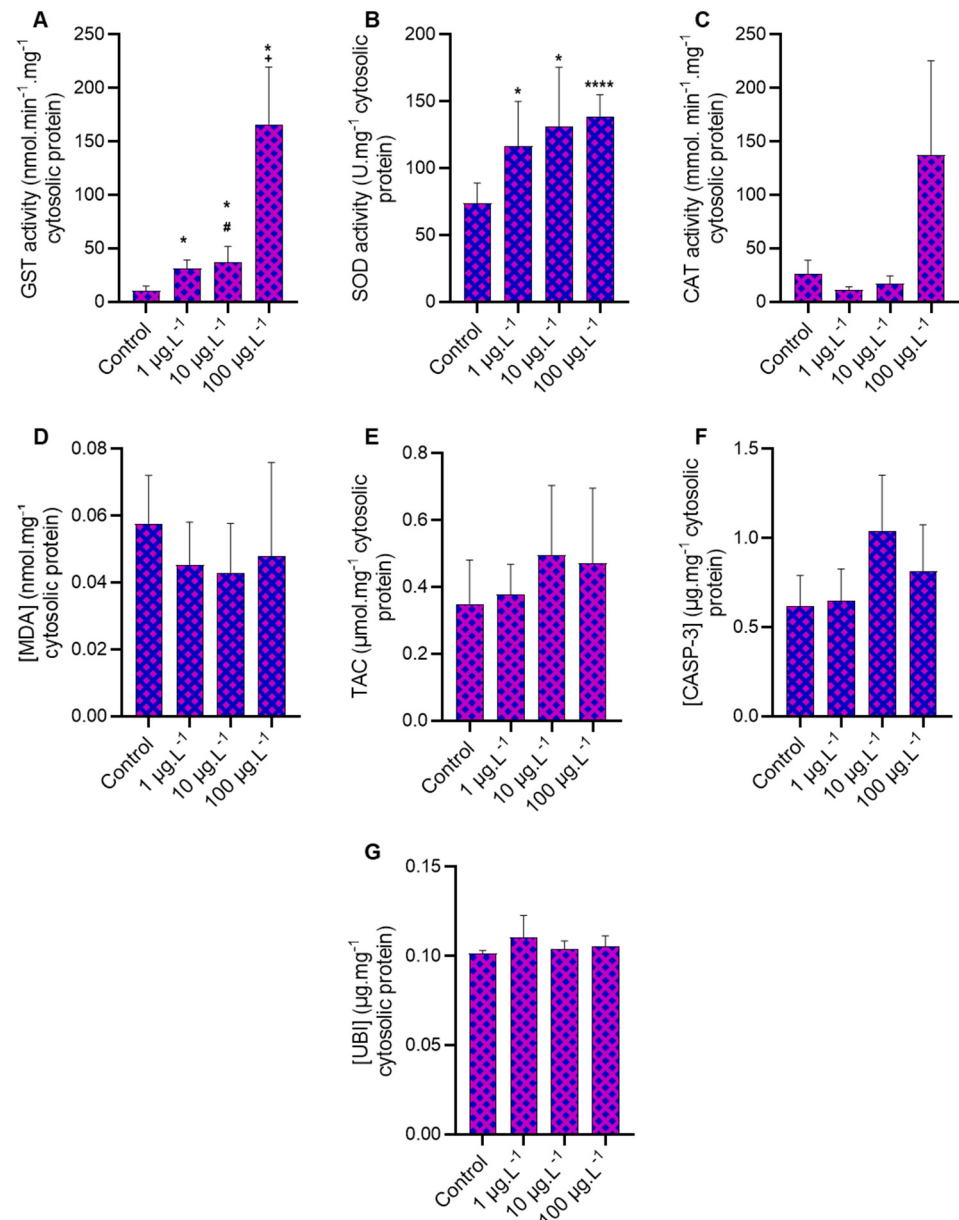 A
GST activity (nmol.min⁻¹.mg⁻¹
cytosolic protein)
250
200
150
100
50
0
*
*
#
*
+
Control
1 µg.L⁻¹
10 µg.L⁻¹
100 µg.L⁻¹
B
SOD activity (U.mg⁻¹ cytosolic
protein)
200
150
100
50
0
*
*
****
Control
1 µg.L⁻¹
10 µg.L⁻¹
100 µg.L⁻¹
C
CAT activity (mmol. min⁻¹.mg⁻¹
cytosolic protein)
250
200
150
100
50
0
Control
1 µg.L⁻¹
10 µg.L⁻¹
100 µg.L⁻¹
D
[MDA] (nmol.mg⁻¹
cytosolic protein)
0.08
0.06
0.04
0.02
0.00
Control
1 µg.L⁻¹
10 µg.L⁻¹
100 µg.L⁻¹
E
TAC (µmol.mg⁻¹ cytosolic
protein)
0.8
0.6
0.4
0.2
0.0
Control
1 µg.L⁻¹
10 µg.L⁻¹
100 µg.L⁻¹
F
[CASP-3] (µg.mg⁻¹ cytosolic
protein)
1.5
1.0
0.5
0.0
Control
1 µg.L⁻¹
10 µg.L⁻¹
100 µg.L⁻¹
G
[UBI] (µg.mg⁻¹
cytosolic protein)
0.15
0.10
0.05
0.00
Control
1 µg.L⁻¹
10 µg.L⁻¹
100 µg.L⁻¹